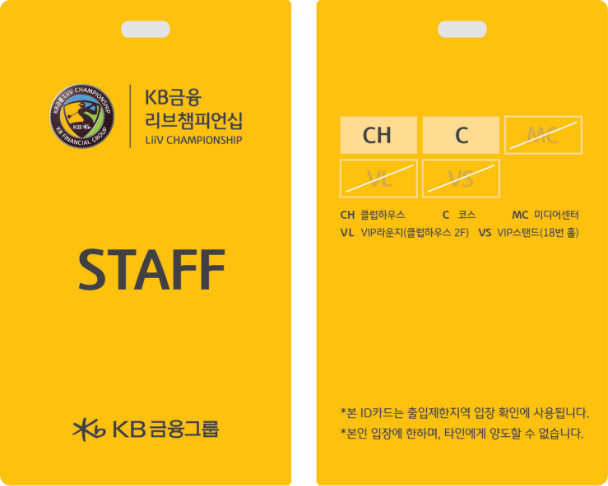 KB금융 LiiV CHAMPIONSHIP
KB
KB FINANCIAL GROUP
KB금융
리브챔피언십
LiiV CHAMPIONSHIP
STAFF
KB금융그룹
CH C MC
VL VS
CH 클럽하우스 C 코스 MC 미디어센터
VL VIP라운지(클럽하우스 2F) VS VIP스탠드(18번 홀)
*본 ID카드는 출입제한지역 입장 확인에 사용됩니다.
*본인 입장에 한하며, 타인에게 양도할 수 없습니다.